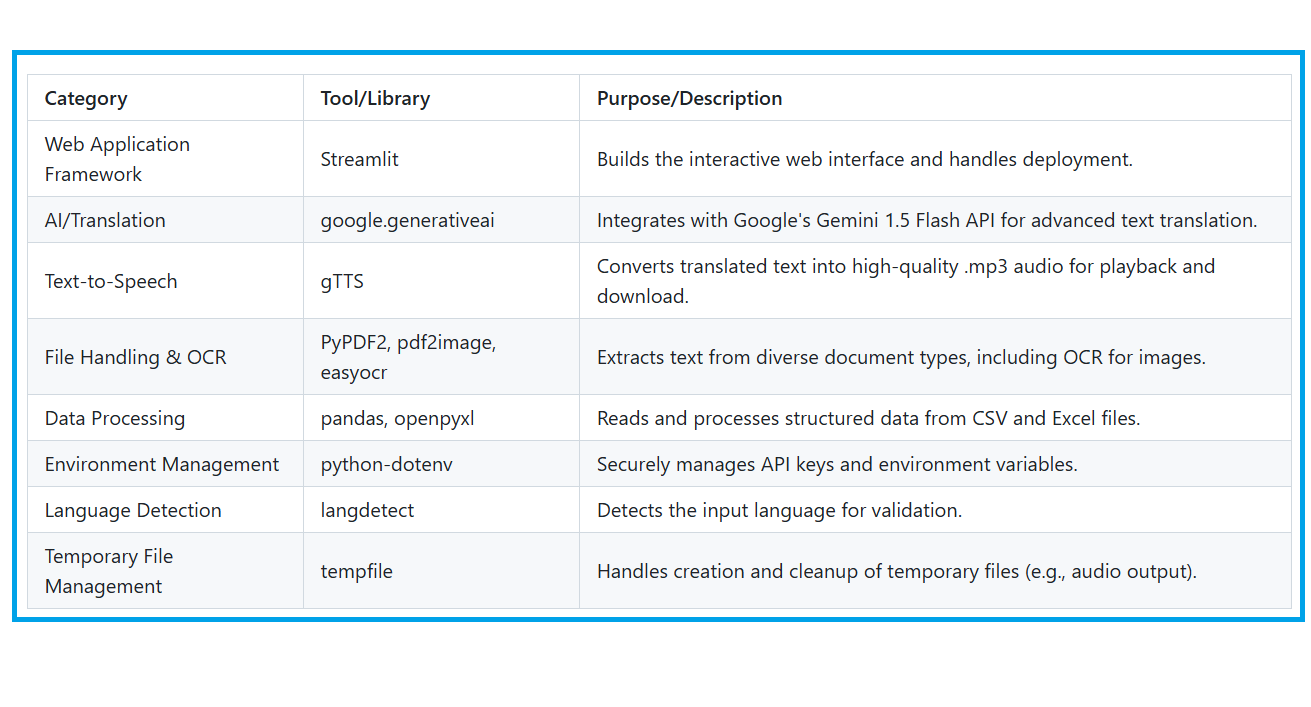 Category Tool/Library Purpose/Description
Web Application
Framework
Streamlit
Builds the interactive web interface and handles deployment.
AI/Translation google.generativeai Integrates with Google's Gemini 1.5 Flash API for advanced text translation.
Text-to-Speech
gTTS
Converts translated text into high-quality .mp3 audio for playback and
download.
File Handling & OCR
PyPDF2, pdf2image,
easyocr
Extracts text from diverse document types, including OCR for images.
Data Processing pandas, openpyxl Reads and processes structured data from CSV and Excel files.
Environment Management python-dotenv Securely manages API keys and environment variables.
Language Detection langdetect Detects the input language for validation.
Temporary File
Management
tempfile
Handles creation and cleanup of temporary files (e.g., audio output).